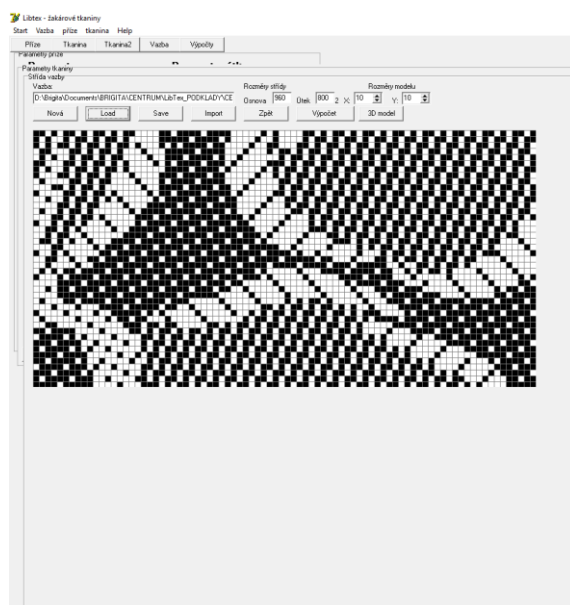 Libtex - žakárové tkaniny
Start Vazba příze tkanina Help
Příze Tkanina Tkanina2 Vazba Výpočty
Parametry příze
Parametry tkaniny
Střída vazby
Vazba: Rozměry střídy Rozměry modelu
D:\Brigita\Documents\BRIGITA\CENTRUM\LibTex_PODKLADY\CE Osnova 960 Útek 800 2 X: 10 Y: 10
Nová Load Save Import Zpět Výpočet 3D model